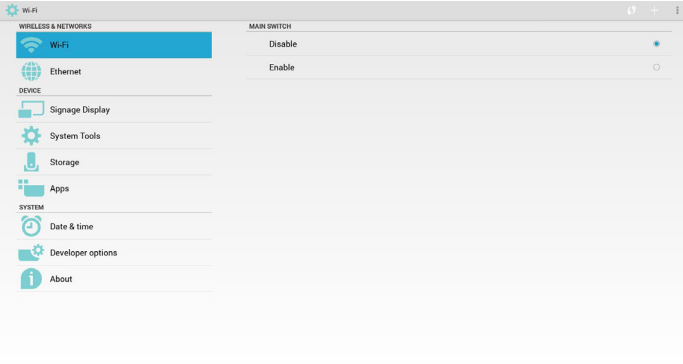 Wi-Fi
WIRELESS & NETWORKS
Wi-Fi
Ethernet
DEVICE
Signage Display
System Tools
Storage
Apps
SYSTEM
Date & time
Developer options
About
MAIN SWITCH
Disable
Enable